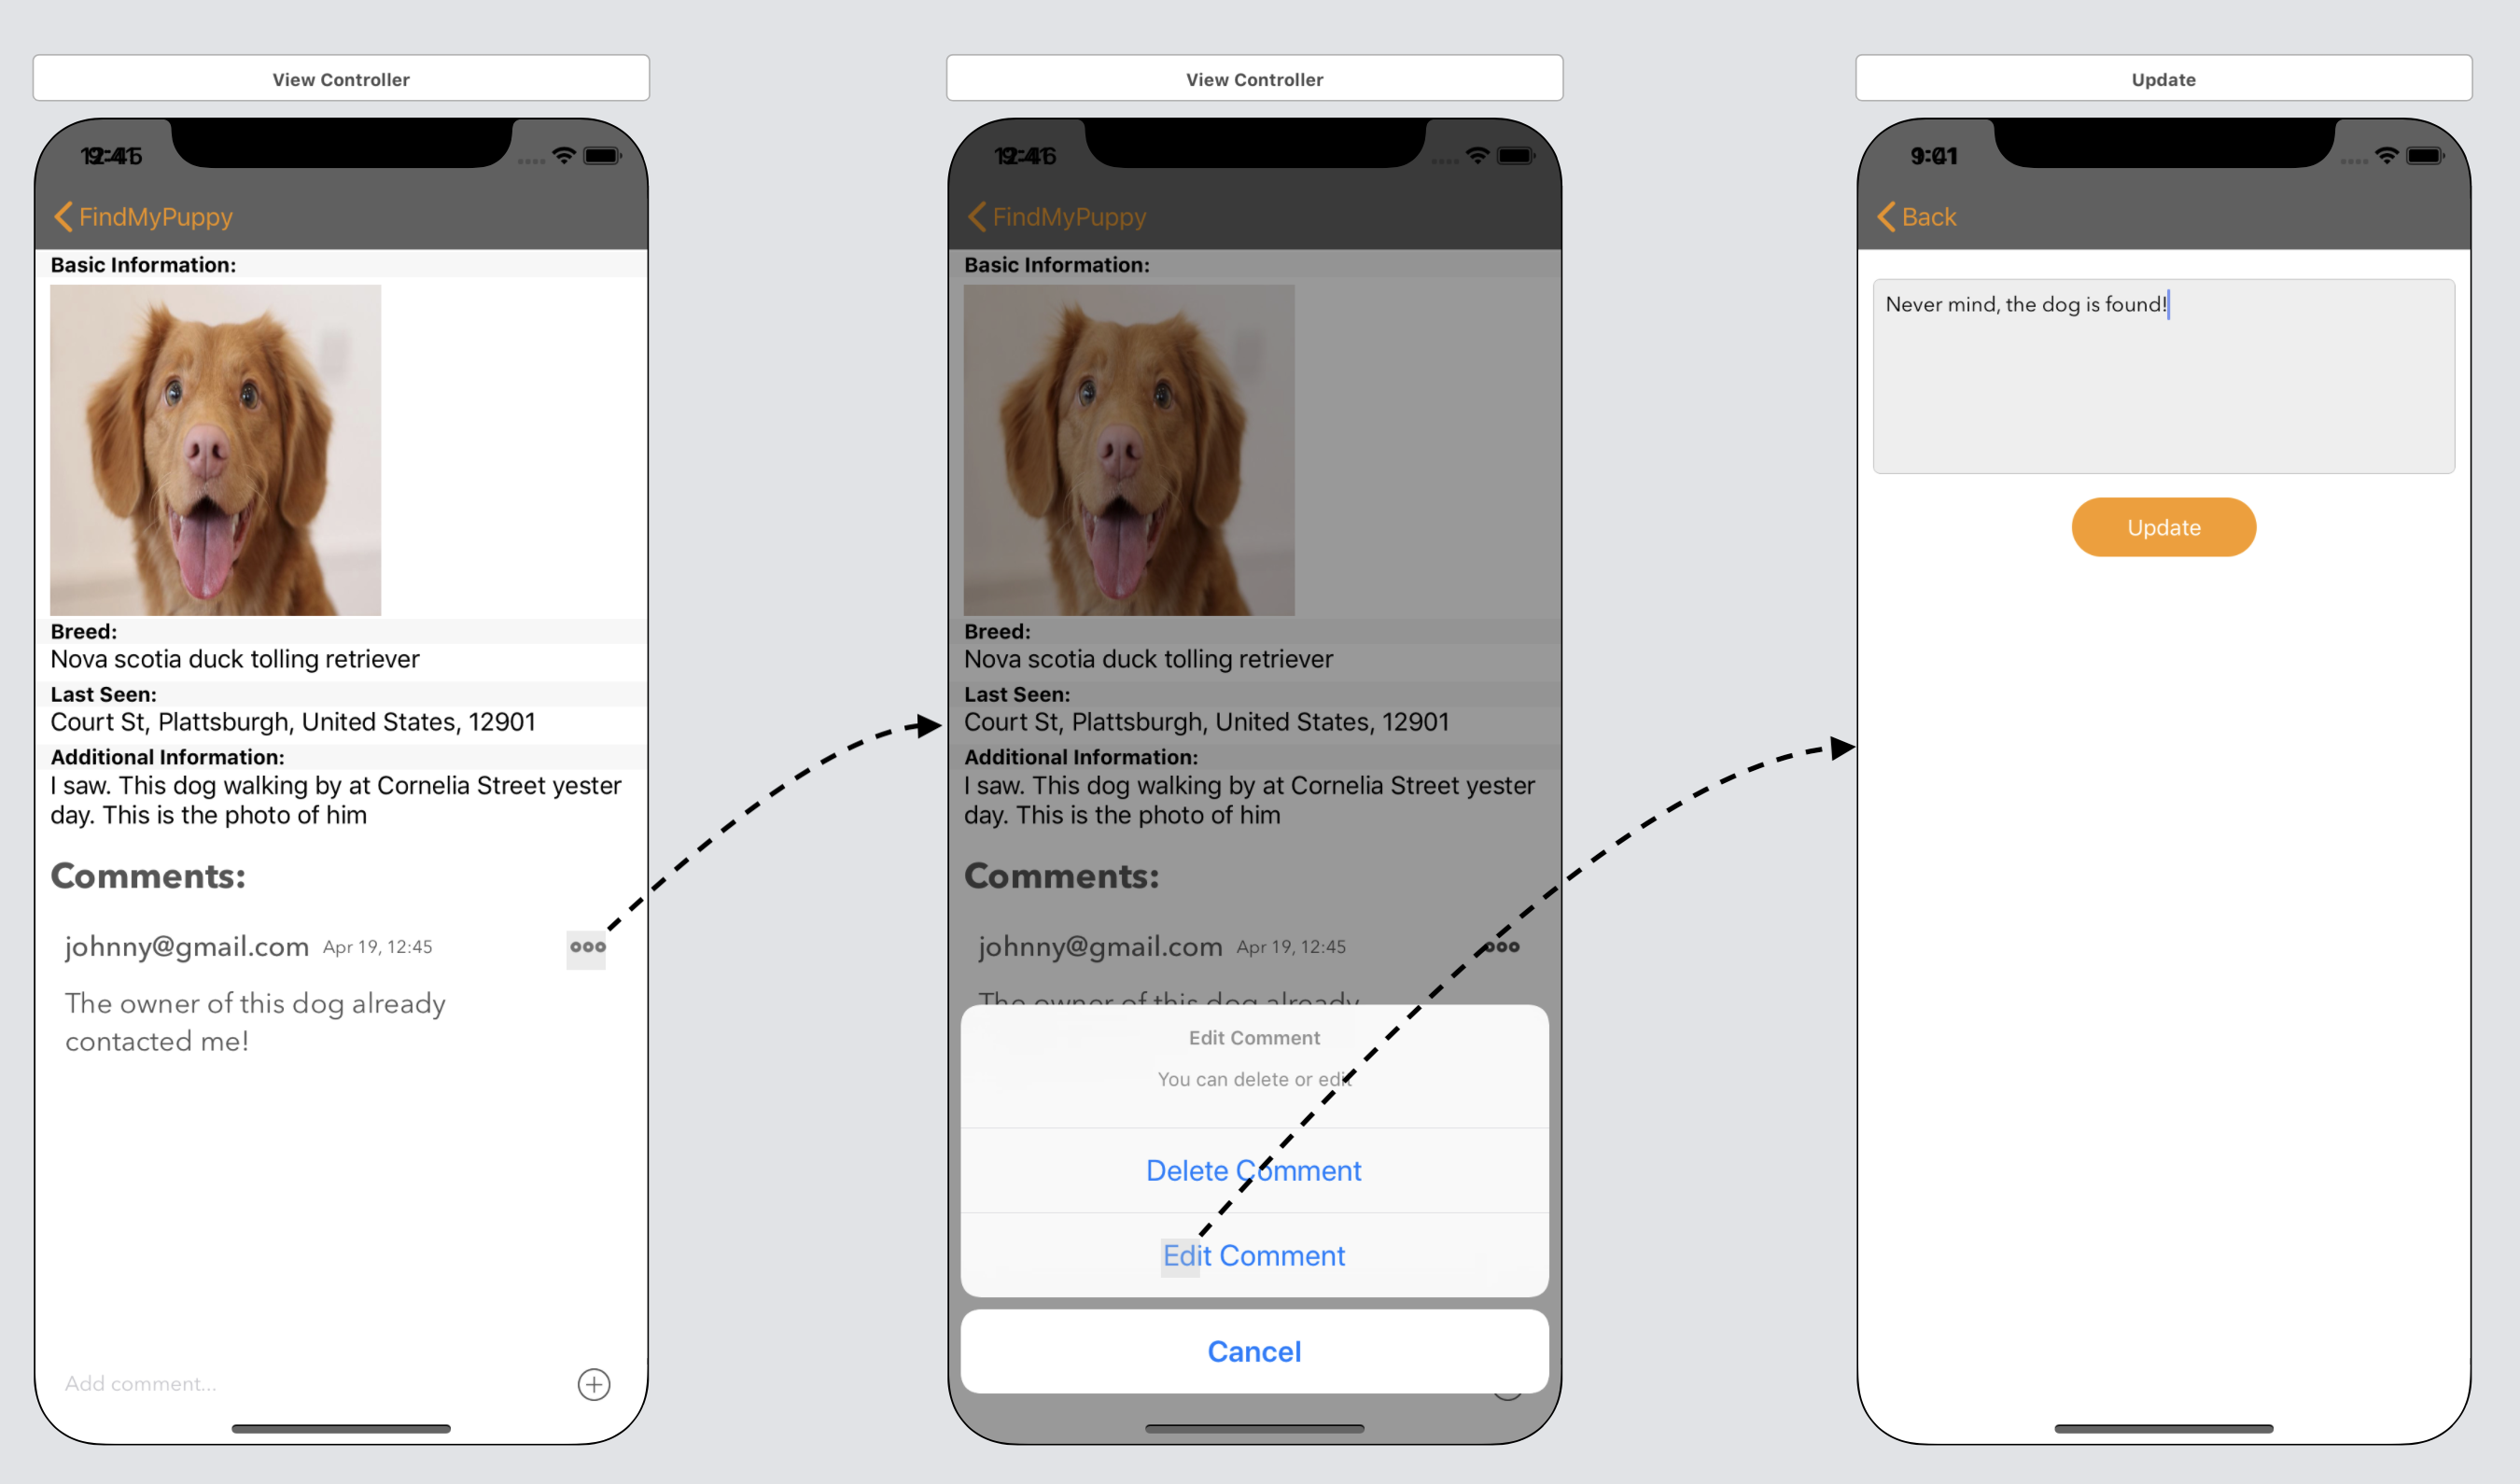 View Controller
FindMyPuppy
Basic Information:
Breed:
Nova scotia duck tolling retriever
Last Seen:
Court St, Plattsburgh, United States, 12901
Additional Information:
I saw. This dog walking by at Cornelia Street yester
day. This is the photo of him
Comments:
johnny@gmail.com Apr 19, 12:45
The owner of this dog already
contacted me!
Add comment...
View Controller
FindMyPuppy
Basic Information:
Breed:
Nova scotia duck tolling retriever
Last Seen:
Court St, Plattsburgh, United States, 12901
Additional Information:
I saw. This dog walking by at Cornelia Street yester
day. This is the photo of him
Comments:
johnny@gmail.com Apr 19, 12:45
The owner of this dog already
Edit Comment
You can delete or edit
Delete Comment
Edit Comment
Cancel
Update
Back
Never mind, the dog is found!
Update